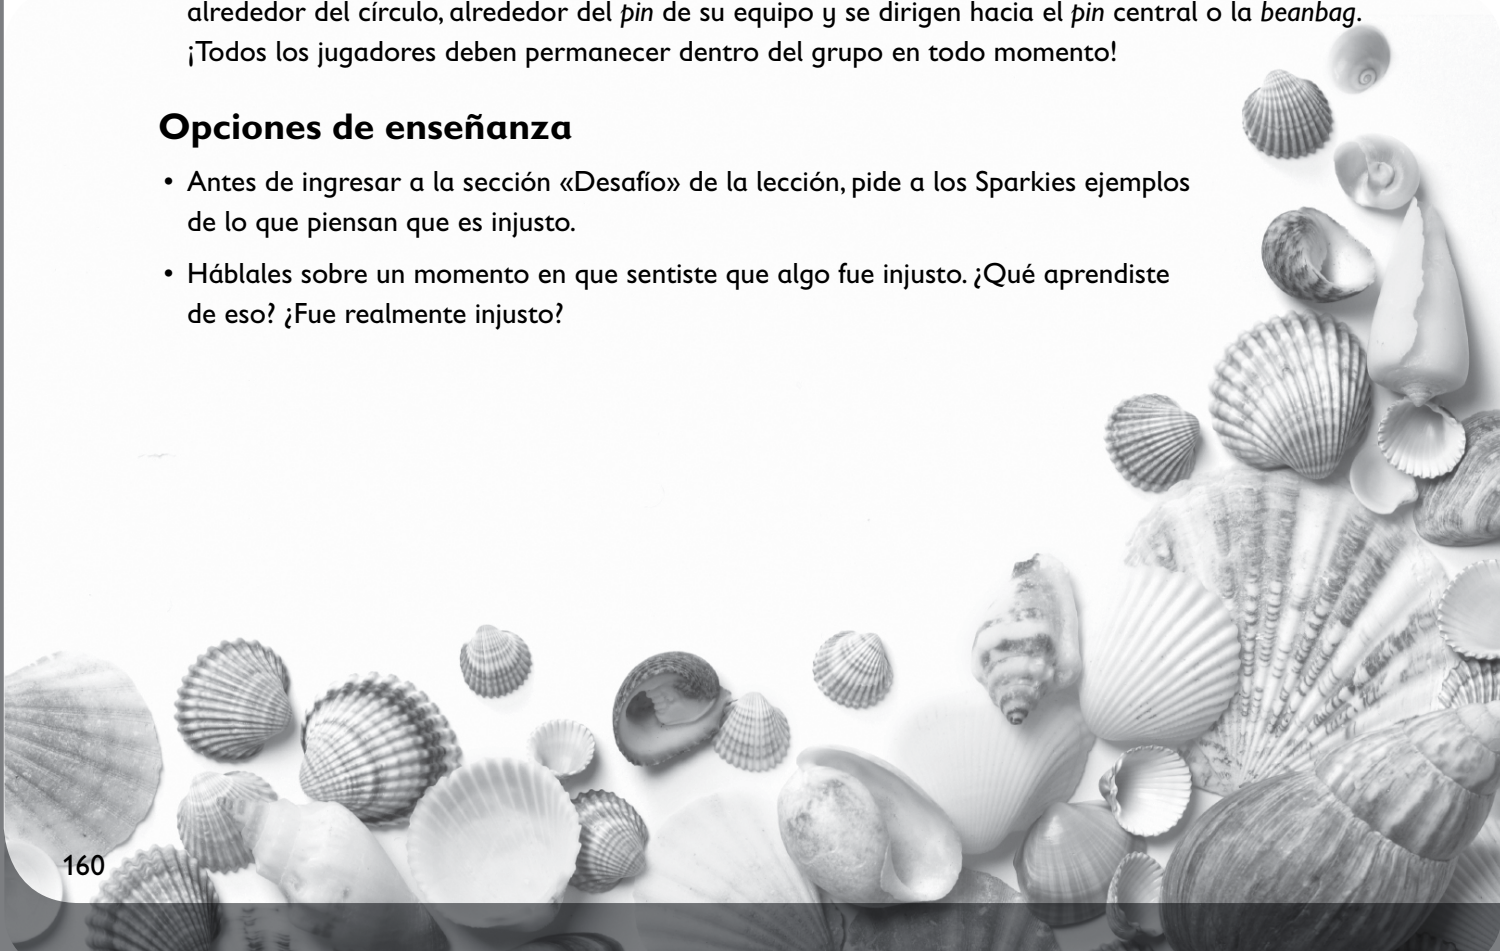 alrededor del círculo, alrededor del pin de su equipo y se dirigen hacia el pin central o la beanbag.
¡Todos los jugadores deben permanecer dentro del grupo en todo momento!
Opciones de enseñanza
• Antes de ingresar a la sección «Desafío» de la lección, pide a los Sparkies ejemplos
de lo que piensan que es injusto.
• Háblales sobre un momento en que sentiste que algo fue injusto. ¿Qué aprendiste
de eso? ¿Fue realmente injusto?
160